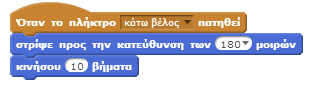 Όταν το πλήκτρο κάτω βέλος πατηθεί
στρίψε προς την κατεύθυνση των 180 μοιρών
κινήσου 10 βήματα